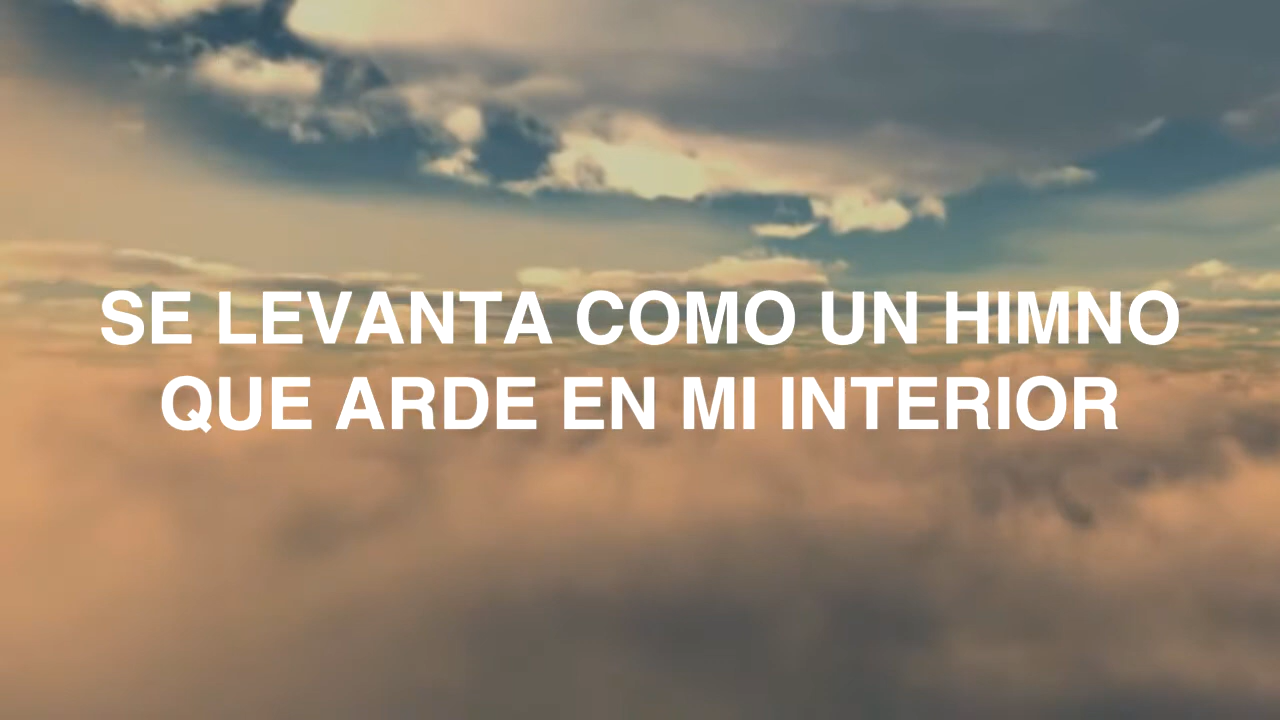 SE LEVANTA COMO UN HIMNO
QUE ARDE EN MI INTERIOR